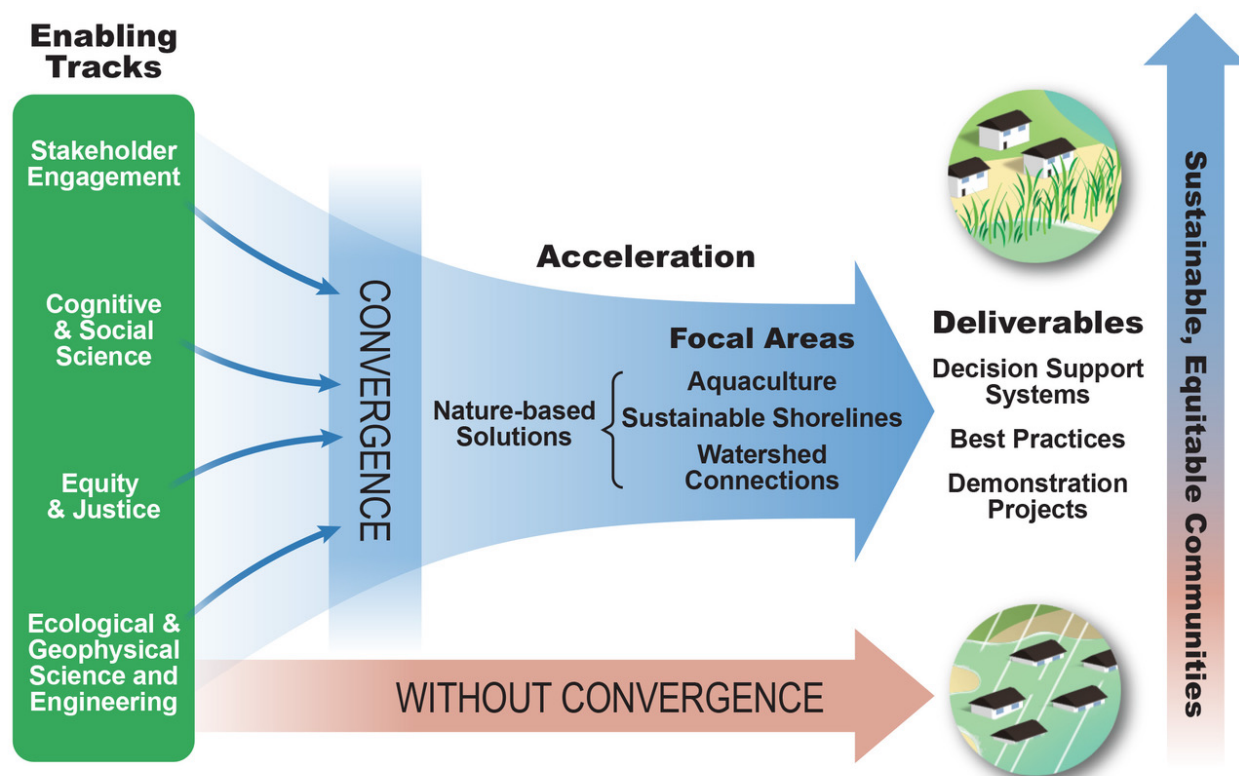 Enabling
Tracks
Stakeholder
Engagement
Cognitive
& Social
Science
Equity
& Justice
Ecological &
Geophysical
Science and
Engineering
CONVERGENCE
Acceleration
Nature-based
Solutions
Focal Areas
Aquaculture
Sustainable Shorelines
Watershed
Connections
WITHOUT CONVERGENCE
Deliverables
Decision Support
Systems
Best Practices
Demonstration
Projects
Sustainable, Equitable Communities